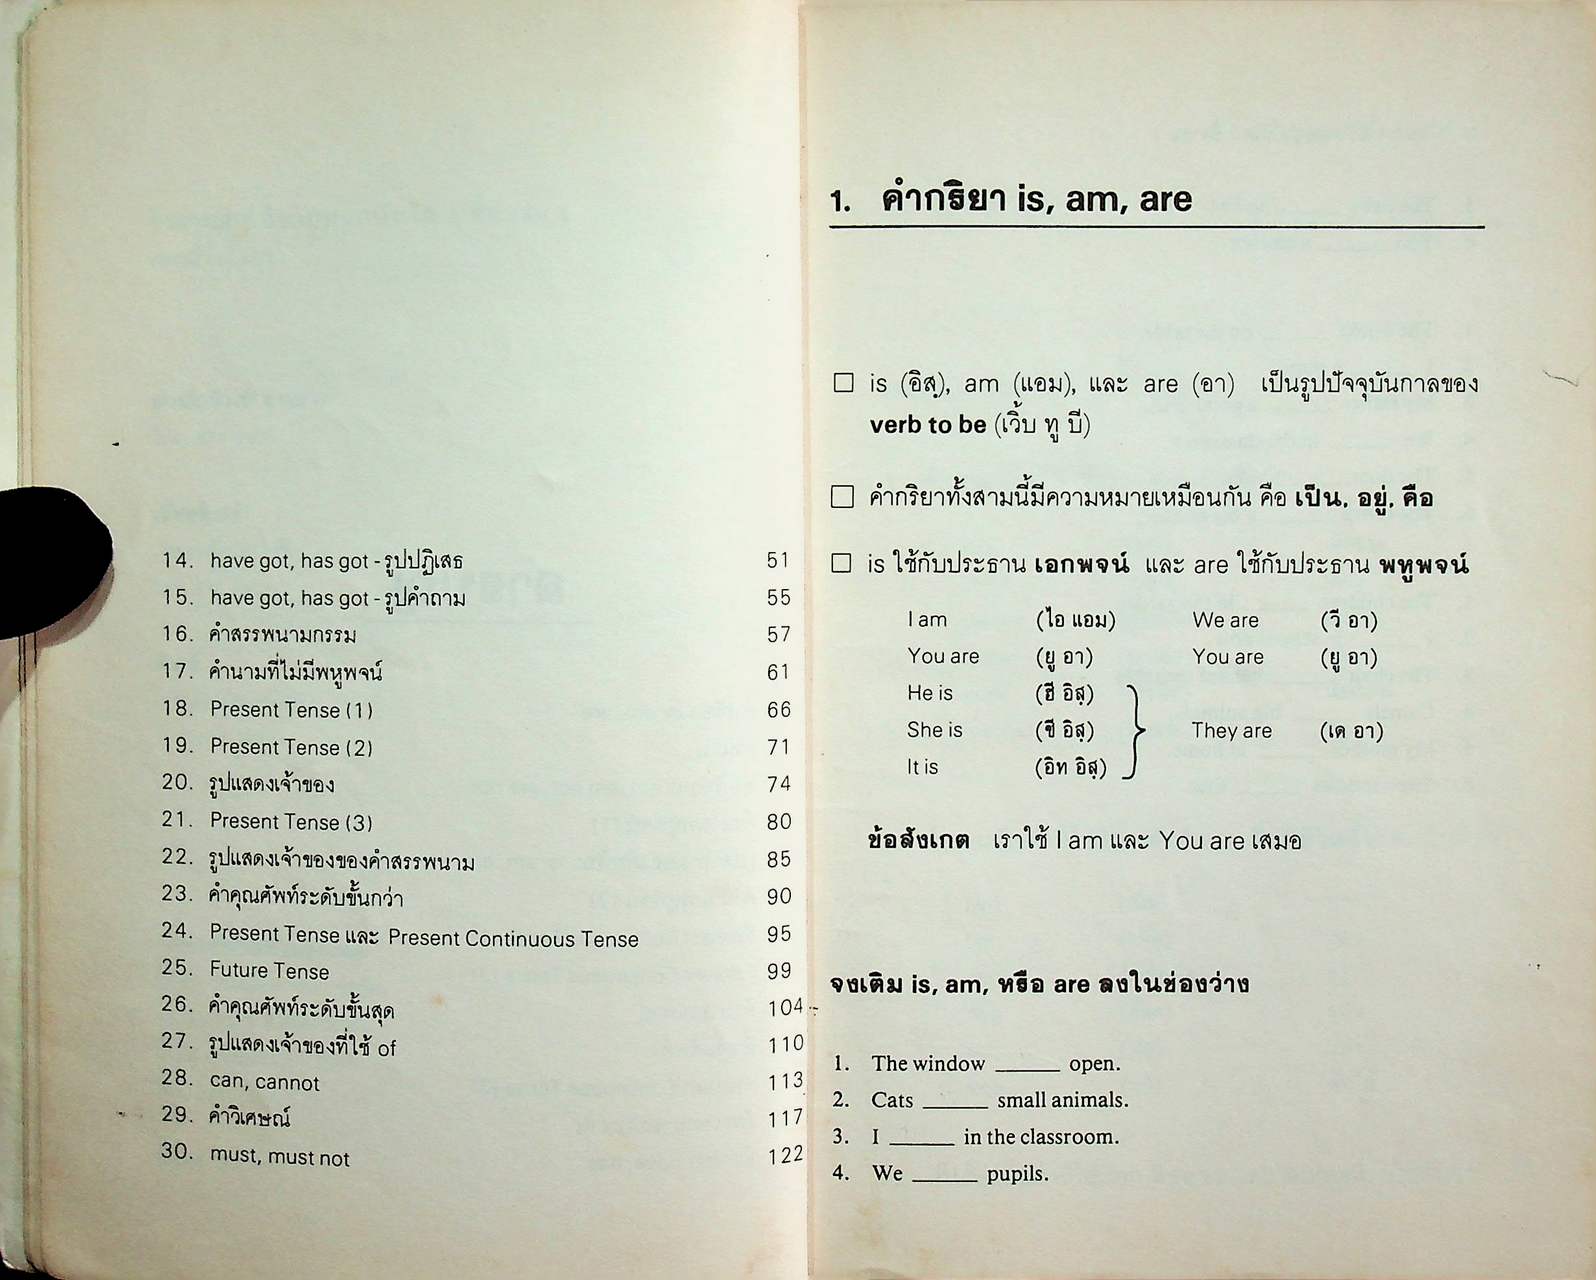 14. have got, has got - รูปปฏิเสธ 51
15. have got, has got - รูปคำถาม 55
16. คำสรรพนามกรรม 57
17. คำนามที่ไม่มีพหูพจน์ 61
18. Present Tense (1) 66
19. Present Tense (2) 71
20. รูปแสดงเจ้าของ 74
21. Present Tense (3) 80
22. รูปแสดงเจ้าของของคำสรรพนาม 85
23. คำคุณศัพท์ระดับขั้นกว่า 90
24. Present Tense และ Present Continuous Tense 95
25. Future Tense 99
26. คำคุณศัพท์ระดับขั้นสุด 104
27. รูปแสดงเจ้าของที่ใช้ of 110
28. can, cannot 113
29. คำวิเศษณ์ 117
30. must, must not 122
1. คำกริยา is, am, are
☐ is (อิสฺ), am (แอม), และ are (อา) เป็นรูปปัจจุบันกาลของ
verb to be (เวิ้บ ทู บี)
☐ คำกริยาทั้งสามนี้มีความหมายเหมือนกัน คือ เป็น, อยู่, คือ
☐ is ใช้กับประธาน เอกพจน์ และ are ใช้กับประธาน พหูพจน์
I am (ไอ แอม) We are (วี อา)
You are (ยู อา) You are (ยู อา)
He is (ฮี อิสฺ)
She is (ชี อิสฺ) They are (เด อา)
It is (อิท อิสฺ)
ข้อสังเกต เราใช้ I am และ You are เสมอ
จงเติม is, am, หรือ are ลงในช่องว่าง
1. The window ______ open.
2. Cats ______ small animals.
3. I ______ in the classroom.
4. We ______ pupils.